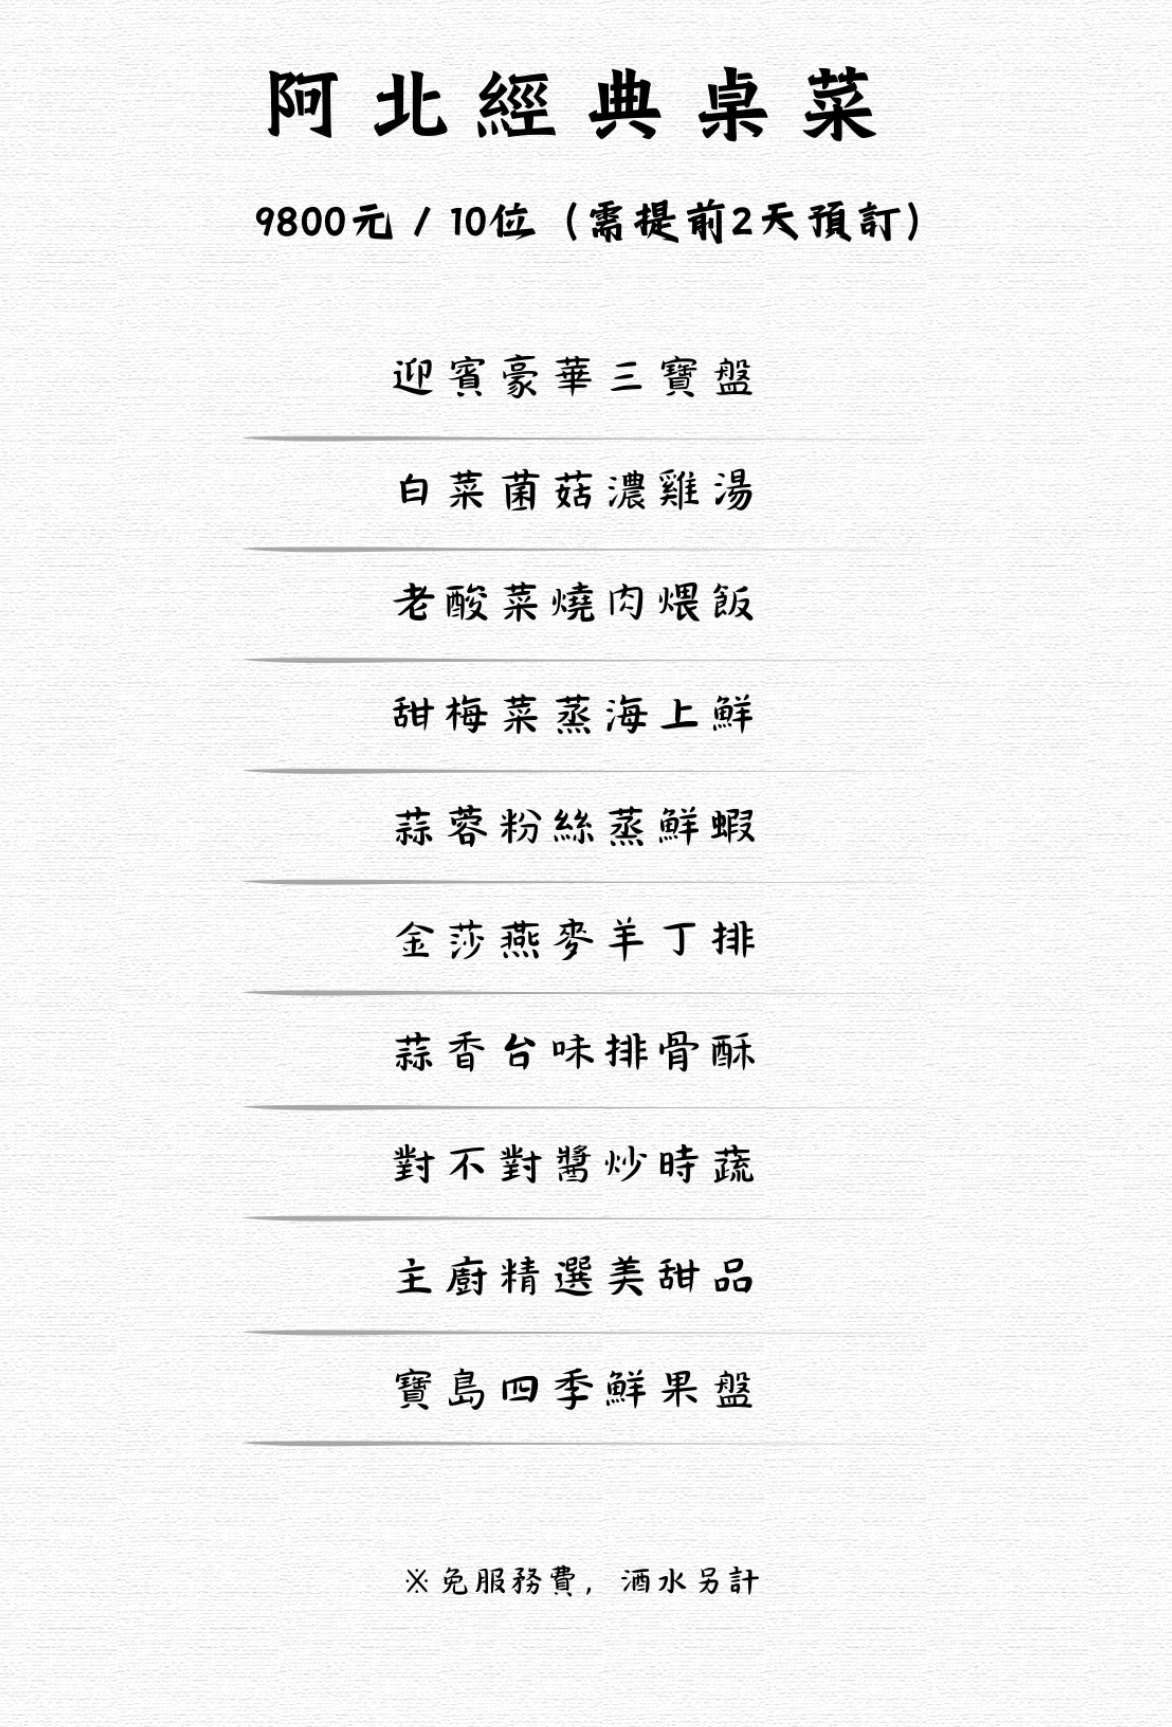 阿北經典桌菜
9800元 / 10位（需提前2天預訂）
迎賓豪華三寶盤
白菜菌菇濃雞湯
老酸菜燒肉煨飯
甜梅菜蒸海上鮮
蒜蓉粉絲蒸鮮蝦
金莎燕麥羊丁排
蒜香台味排骨酥
對不對醬炒時蔬
主廚精選美甜品
寶島四季鮮果盤
※免服務費，酒水另計